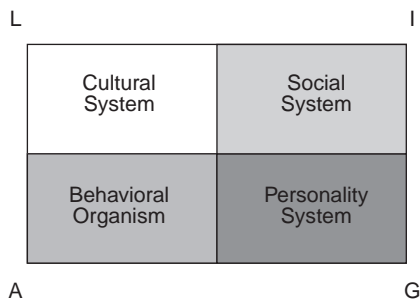 L I
Cultural Social
System System
Behavioral Personality
Organism System
A G